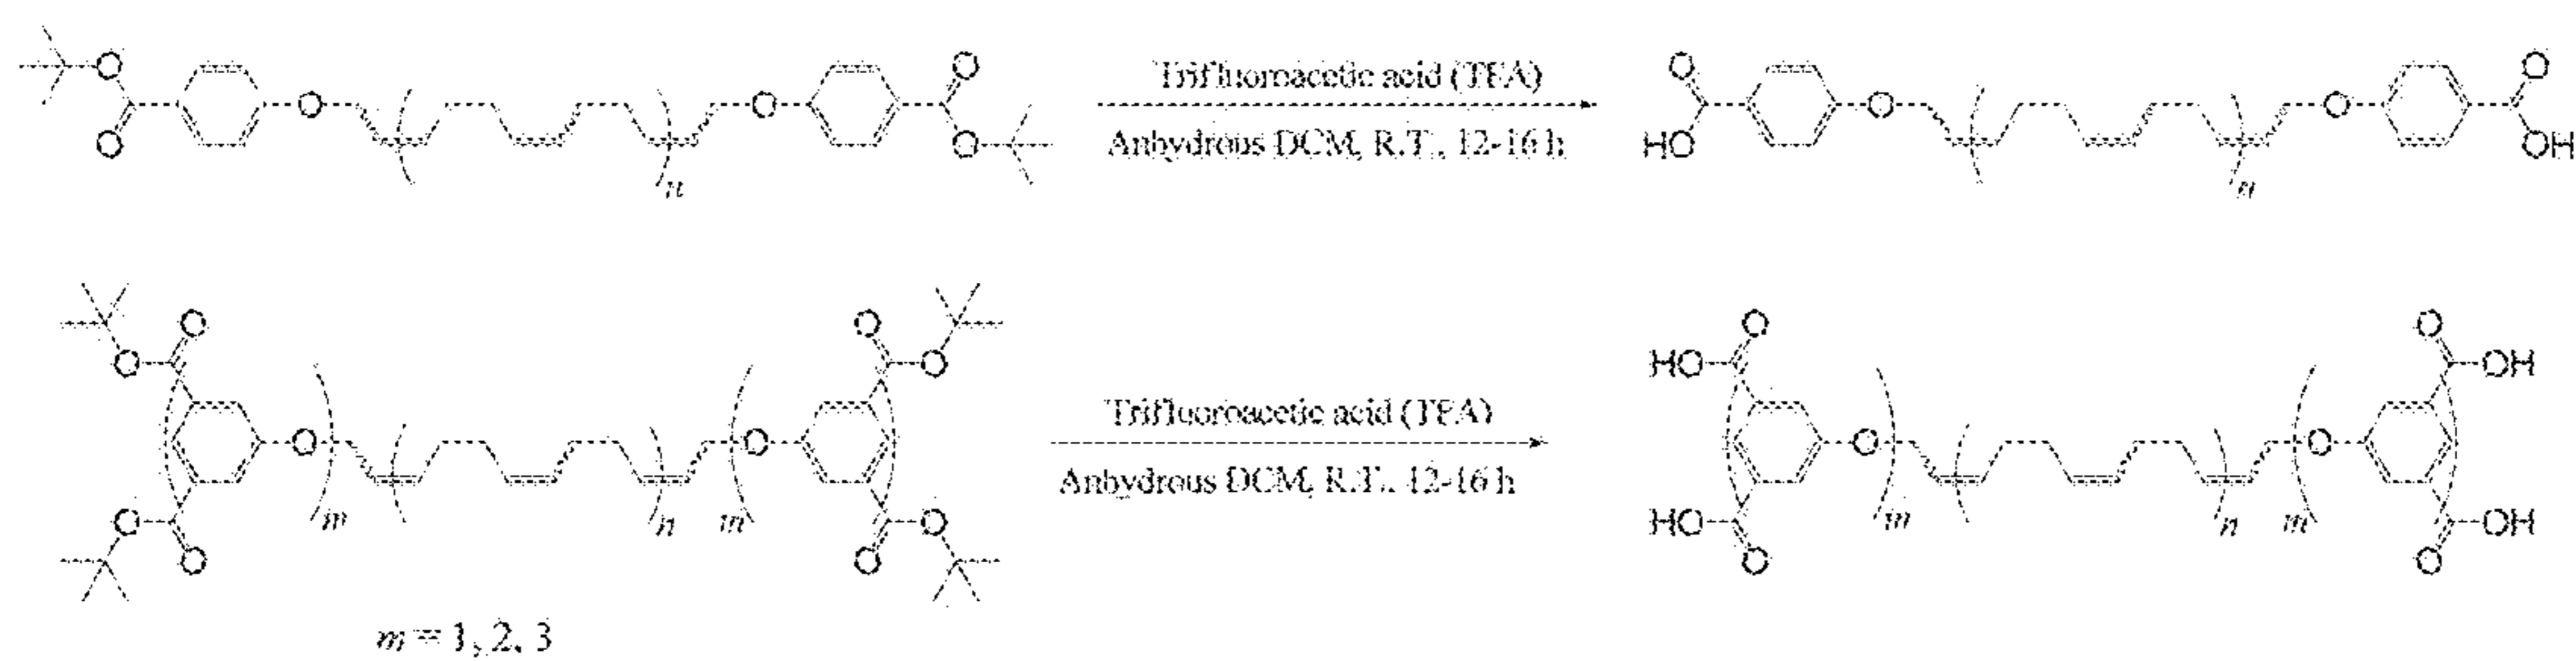 O O O O O O
Trifluoroacetic acid (TFA)
Anhydrous DCM, R.T., 12-16 h
O O O O
HO OH
n n
O O O O
O O HO OH
O O O O
Trifluoroacetic acid (TFA)
Anhydrous DCM, R.T., 12-16 h
m n m m n m
O O HO OH
O O O O
m = 1, 2, 3